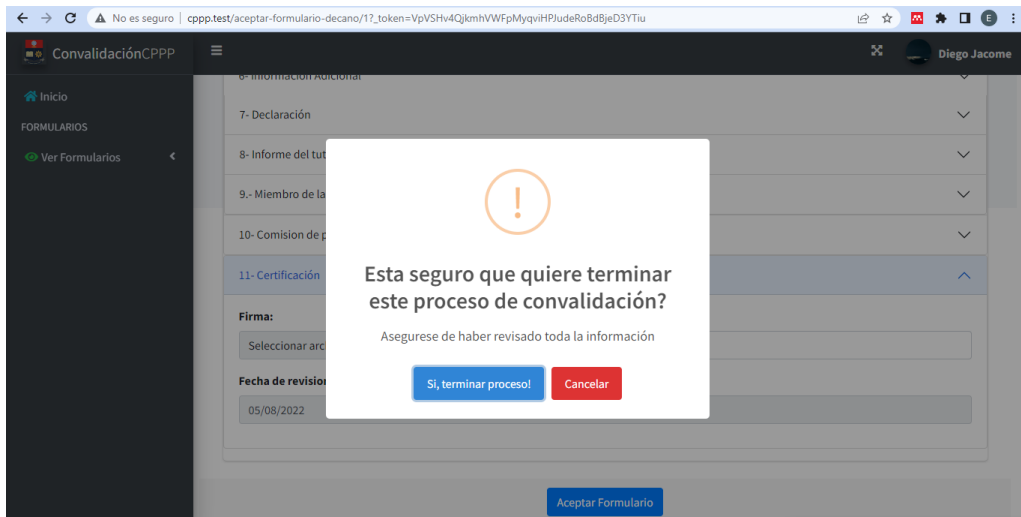 No es seguro | cppp.test/aceptar-formulario-decano/1?_token=VpVSHv4QjkmhVWFpMyqviHPJudeRoBdBjeD3YTiu
E
ConvalidaciónCPPP
Diego Jacome
Inicio
FORMULARIOS
Ver Formularios
6- Información Adicional
7- Declaración
8- Informe del tut
9.- Miembro de la
10- Comision de p
11- Certificación
Firma:
Seleccionar arc
Fecha de revision
05/08/2022
!
Esta seguro que quiere terminar
este proceso de convalidación?
Asegurese de haber revisado toda la información
Si, terminar proceso!
Cancelar
Aceptar Formulario